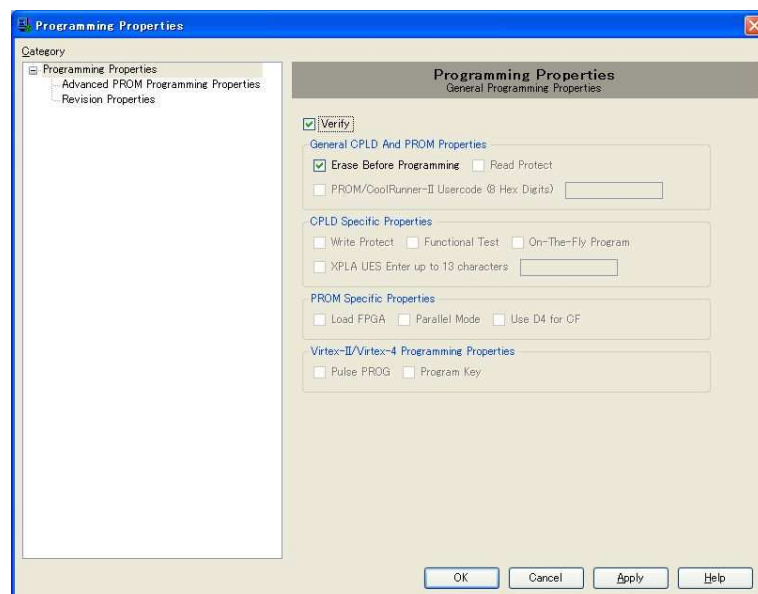 Programming Properties
Category
Programming Properties
Advanced PROM Programming Properties
Revision Properties
Programming Properties
General Programming Properties
Verify
General CPLD And PROM Properties
Erase Before Programming Read Protect
PROM/CoolRunner-II Usercode (8 Hex Digits)
CPLD Specific Properties
Write Protect Functional Test On-The-Fly Program
XPLA UES Enter up to 13 characters
PROM Specific Properties
Load FPGA Parallel Mode Use D4 for CF
Virtex-II/Virtex-4 Programming Properties
Pulse PROG Program Key
OK Cancel Apply Help